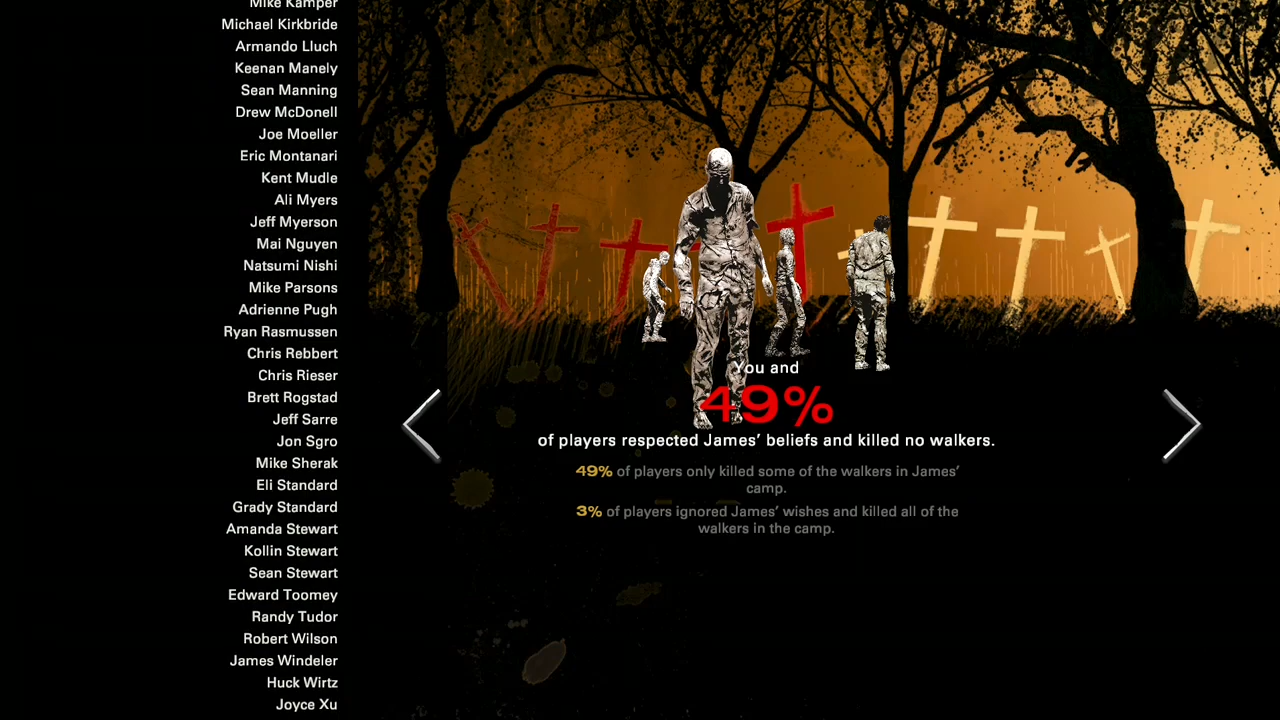 Mike Kamper
Michael Kirkbride
Armando Lluch
Keenan Manely
Sean Manning
Drew McDonell
Joe Moeller
Eric Montanari
Kent Mudle
Ali Myers
Jeff Myerson
Mai Nguyen
Natsumi Nishi
Mike Parsons
Adrienne Pugh
Ryan Rasmussen
Chris Rebbert
Chris Rieser
Brett Rogstad
Jeff Sarre
Jon Sgro
Mike Sherak
Eli Standard
Grady Standard
Amanda Stewart
Kollin Stewart
Sean Stewart
Edward Toomey
Randy Tudor
Robert Wilson
James Windeler
Huck Wirtz
Joyce Xu
You and
49%
of players respected James' beliefs and killed no walkers.
49% of players only killed some of the walkers in James'
camp.
3% of players ignored James' wishes and killed all of the
walkers in the camp.